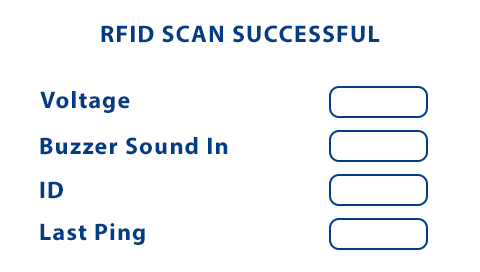 RFID SCAN SUCCESSFUL
Voltage
Buzzer Sound In
ID
Last Ping